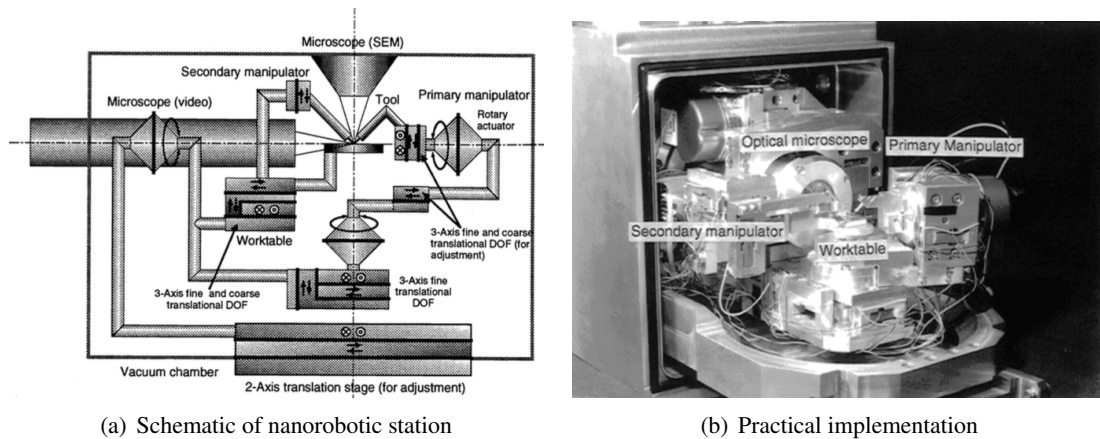 Microscope (SEM)
Secondary manipulator
Tool
Microscope (video)
Primary manipulator
Rotary
actuator
Worktable
3-Axis fine and coarse
translational DOF (for
adjustment)
3-Axis fine and coarse
translational DOF
3-Axis fine
translational
DOF
Vacuum chamber
2-Axis translation stage (for adjustment)
(a) Schematic of nanorobotic station
Optical microscope
Primary Manipulator
Secondary manipulator
Worktable
(b) Practical implementation